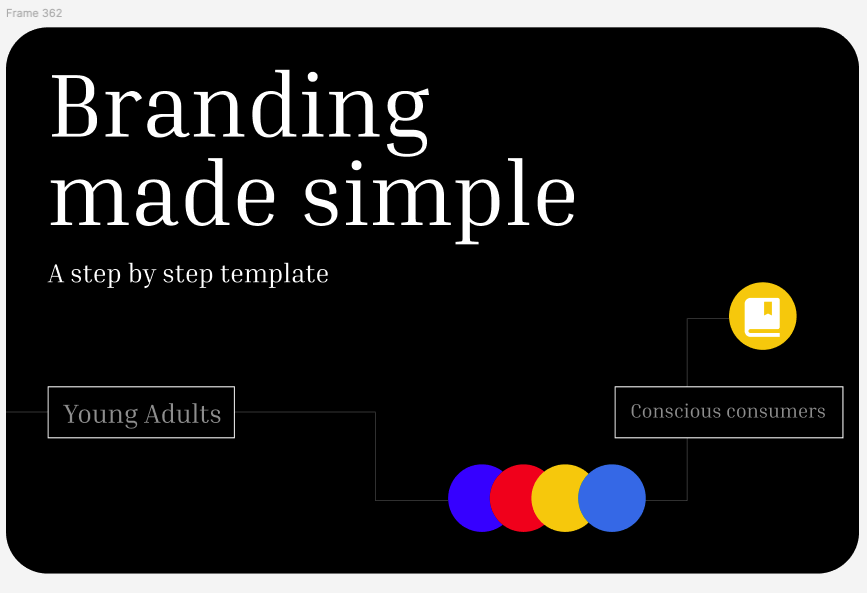 Frame 362
Branding
made simple
A step by step template
Young Adults
Conscious consumers